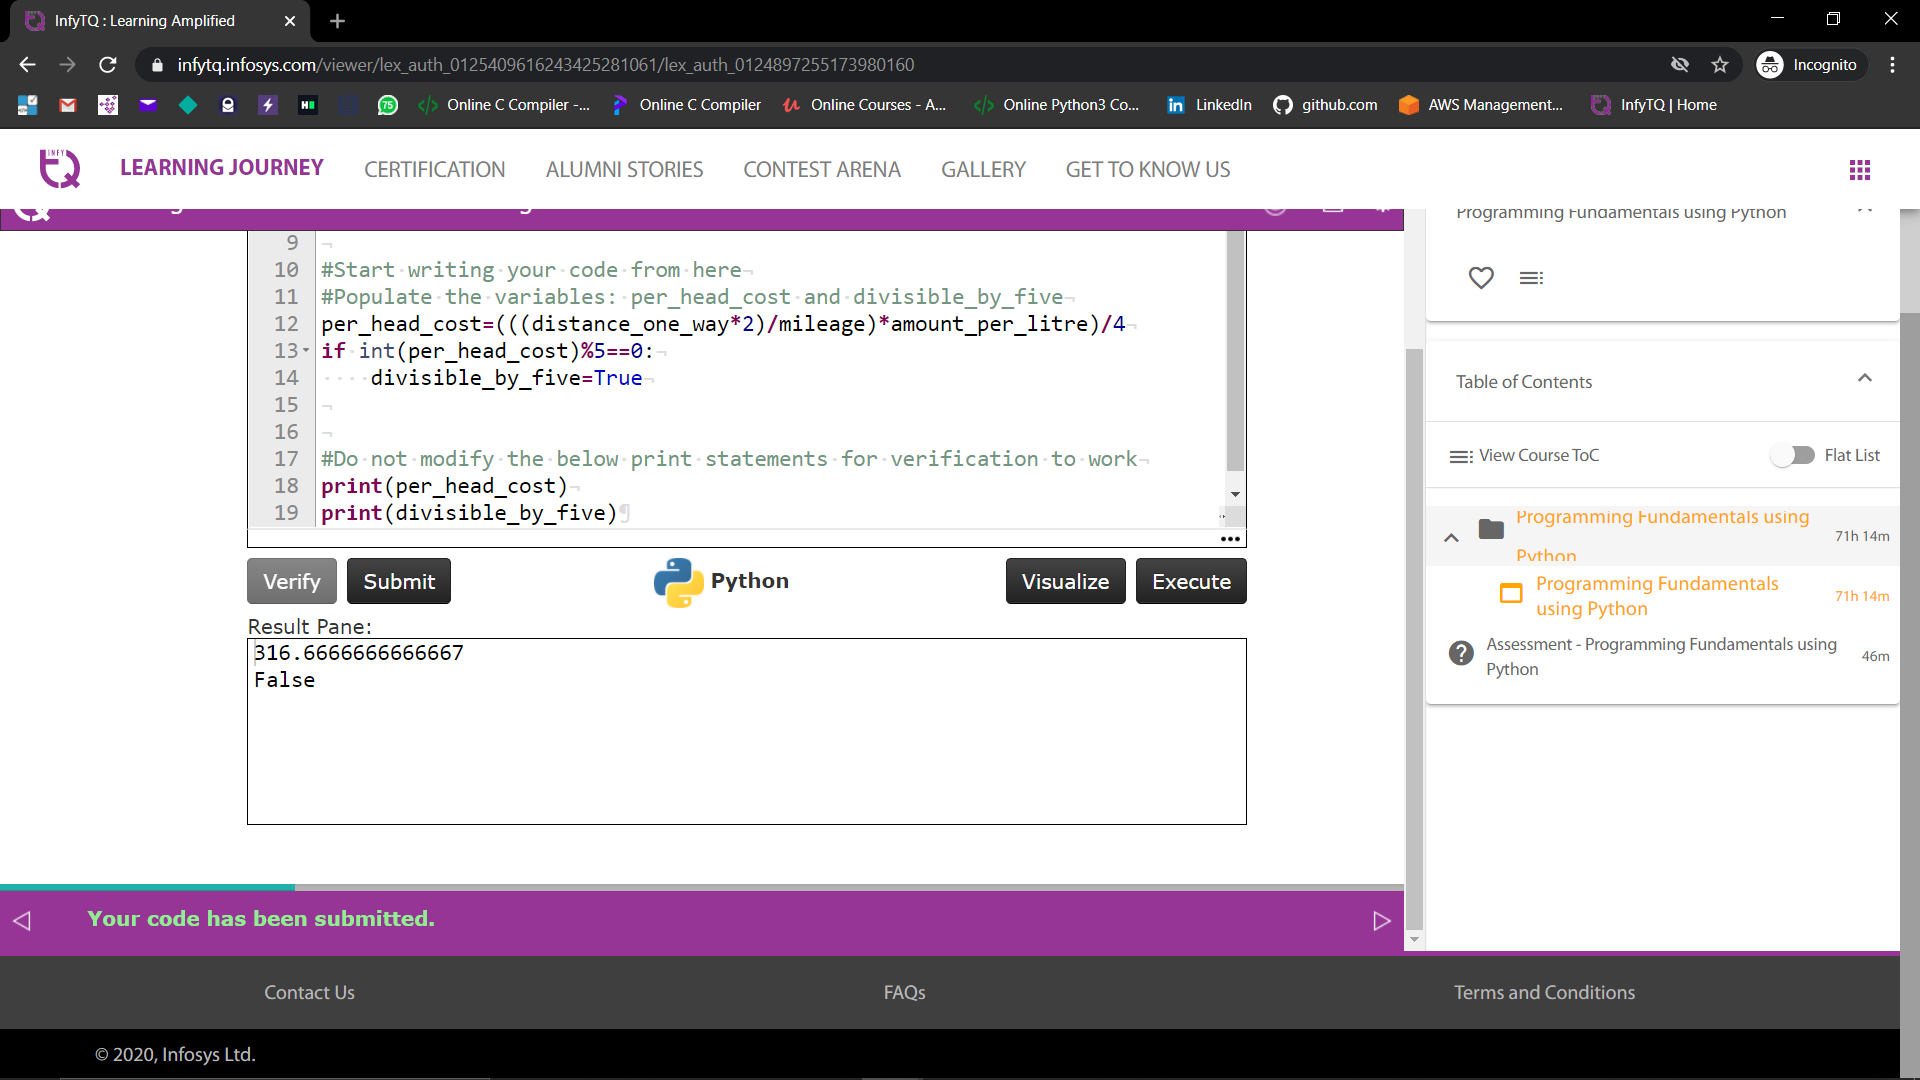 InfyTQ : Learning Amplified
infytq.infosys.com/viewer/lex_auth_0125409616243425281061/lex_auth_0124897255173980160
Incognito
75
Online C Compiler -...
Online C Compiler
Online Courses - A...
Online Python3 Co...
LinkedIn
github.com
AWS Management...
InfyTQ | Home
LEARNING JOURNEY
CERTIFICATION
ALUMNI STORIES
CONTEST ARENA
GALLERY
GET TO KNOW US
Programming Fundamentals using Python
9
10 #Start writing your code from here
11 #Populate the variables: per_head_cost and divisible_by_five
12 per_head_cost=(((distance_one_way*2)/mileage)*amount_per_litre)/4
13 if int(per_head_cost)%5==0:
14 divisible_by_five=True
15
16
17 #Do not modify the below print statements for verification to work
18 print(per_head_cost)
19 print(divisible_by_five)
Verify
Submit
Python
Visualize
Execute
Result Pane:
316.6666666666667
False
Table of Contents
View Course ToC
Flat List
Programming Fundamentals using
Python
71h 14m
Programming Fundamentals
using Python
71h 14m
Assessment - Programming Fundamentals using
Python
46m
Your code has been submitted.
Contact Us
FAQs
Terms and Conditions
© 2020, Infosys Ltd.